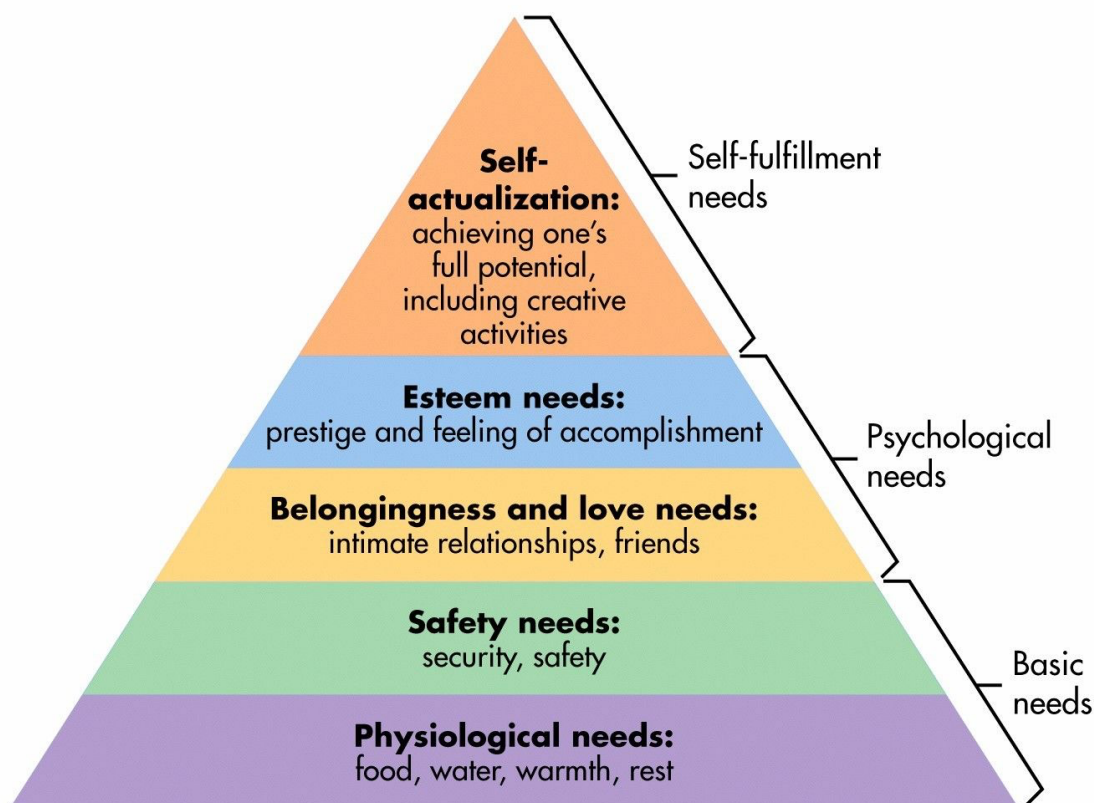 Self-
actualization:
achieving one's
full potential,
including creative
activities
Self-fulfillment
needs
Esteem needs:
prestige and feeling of accomplishment
Psychological
needs
Belongingness and love needs:
intimate relationships, friends
Safety needs:
security, safety
Basic
needs
Physiological needs:
food, water, warmth, rest